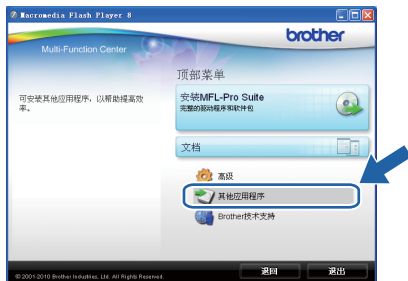 Macromedia Flash Player 8
brother
Multi-Function Center
顶部菜单
可安装其他应用程序，以帮助提高效
率。
安装MFL-Pro Suite
完整的驱动程序和软件包
文档
高级
其他应用程序
Brother技术支持
© 2001-2010 Brother Industries, Ltd. All Rights Reserved.
退回
退出